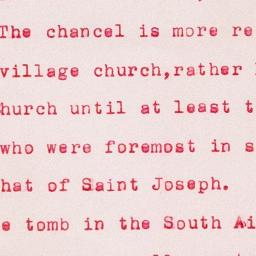 The chancel is more re
village church,rather
hurch until at least t
who were foremost in s
hat of Saint Joseph.
e tomb in the South Ai